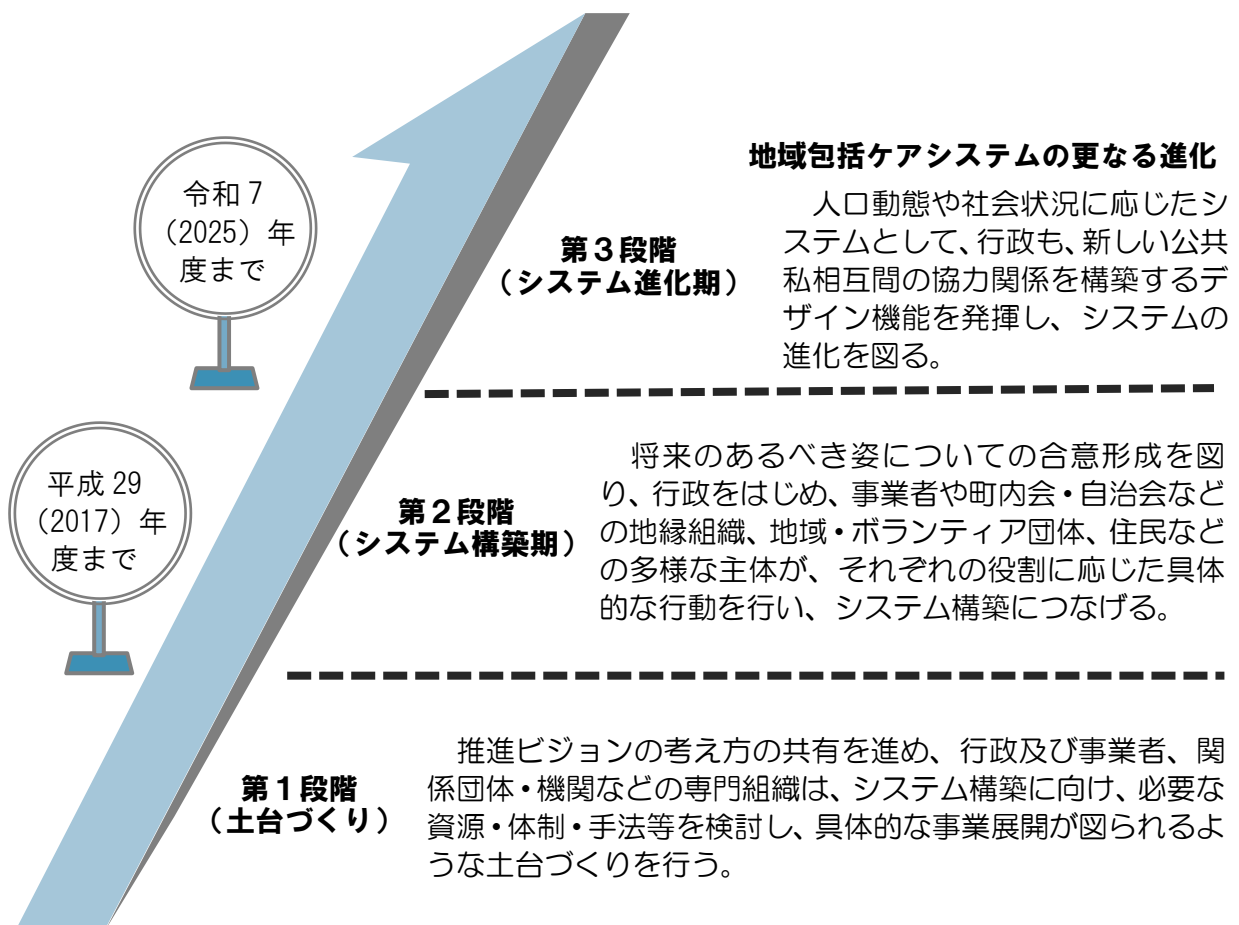 地域包括ケアシステムの更なる進化
令和７
（2025）年
度まで
第３段階
（システム進化期）
人口動態や社会状況に応じたシ
ステムとして、行政も、新しい公共
私相互間の協力関係を構築するデ
ザイン機能を発揮し、システムの
進化を図る。
平成 29
（2017）年
度まで
第２段階
（システム構築期）
将来のあるべき姿についての合意形成を図
り、行政をはじめ、事業者や町内会・自治会など
の地縁組織、地域・ボランティア団体、住民など
の多様な主体が、それぞれの役割に応じた具体
的な行動を行い、システム構築につなげる。
第１段階
（土台づくり）
推進ビジョンの考え方の共有を進め、行政及び事業者、関
係団体・機関などの専門組織は、システム構築に向け、必要な
資源・体制・手法等を検討し、具体的な事業展開が図られるよ
うな土台づくりを行う。